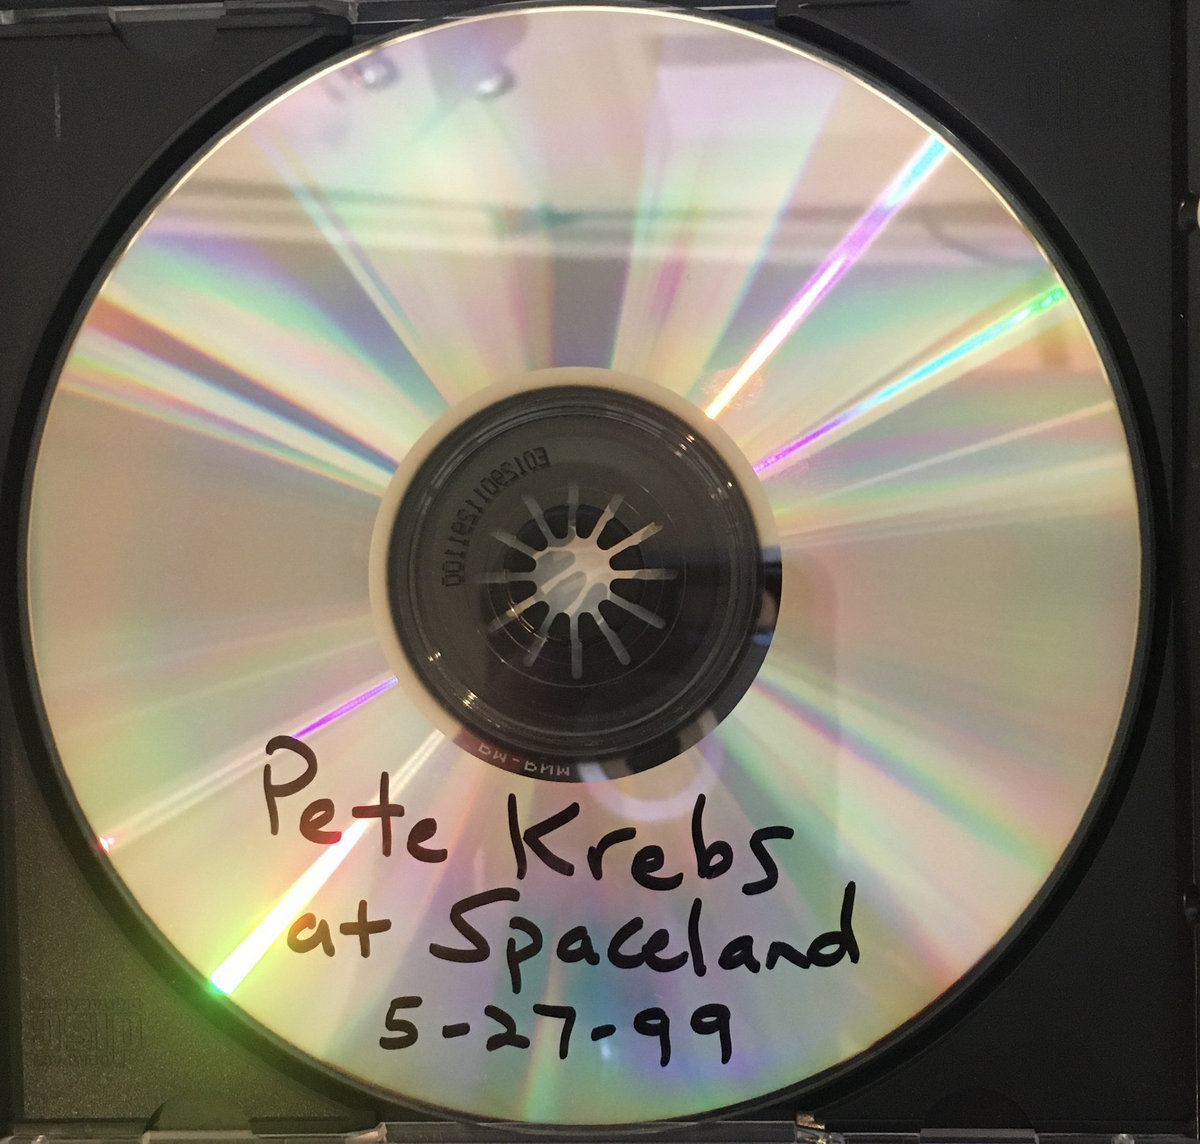 Pete Krebs
at Spaceland
5-27-99